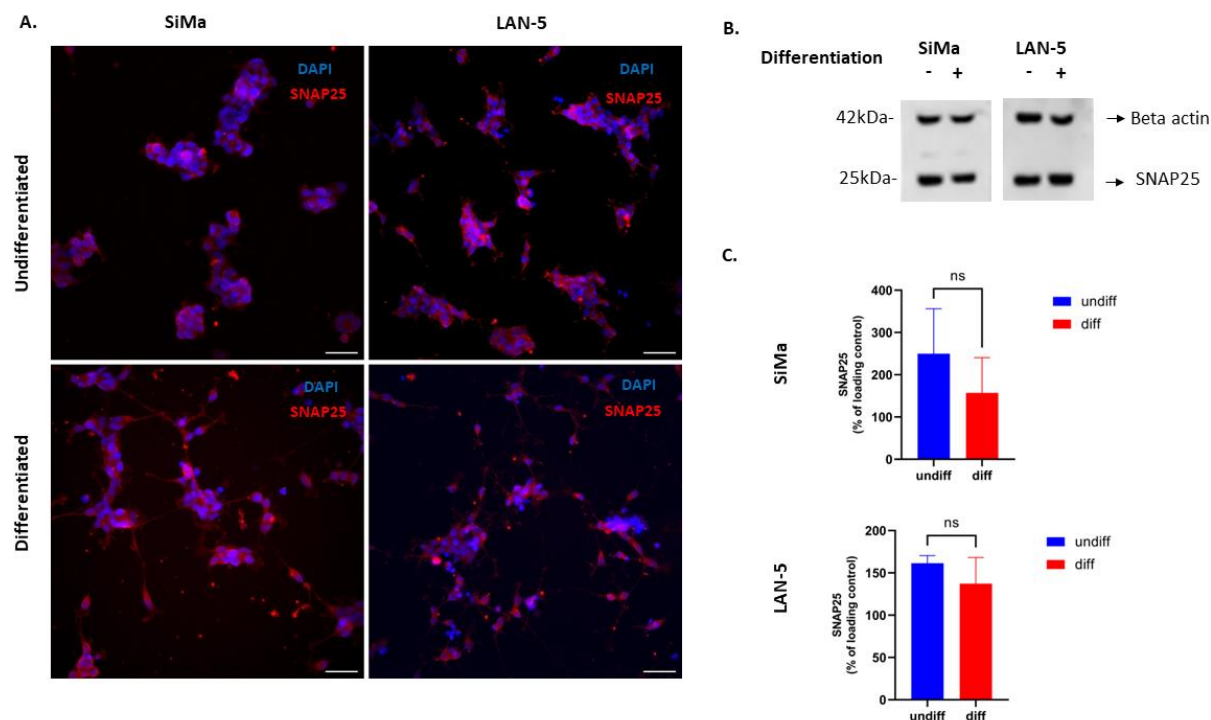 A.
SiMa
LAN-5
Undifferentiated
DAPI
SNAP25
DAPI
SNAP25
Differentiated
DAPI
SNAP25
DAPI
SNAP25
B.
SiMa
LAN-5
Differentiation
- +
- +
42kDa-
→ Beta actin
25kDa-
→ SNAP25
C.
SiMa
SNAP25
(% of loading control)
400
300
200
100
0
ns
undiff
diff
undiff
diff
LAN-5
SNAP25
(% of loading control)
200
150
100
50
0
ns
undiff
diff
undiff
diff